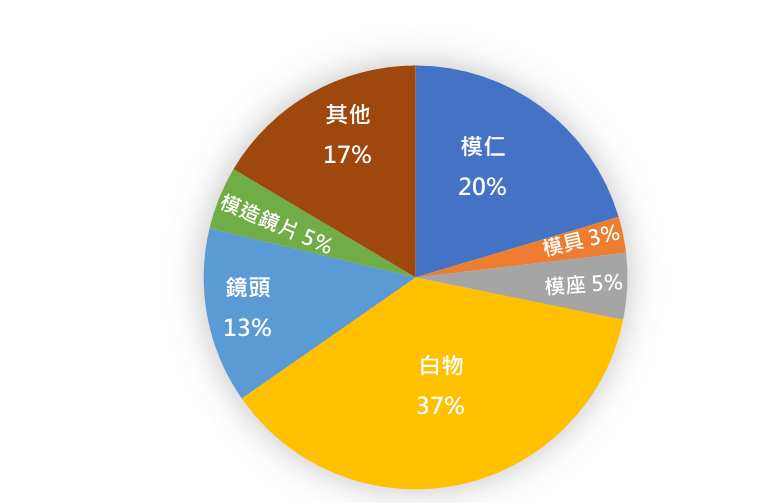 其他
17%
模仁
20%
模造鏡片 5%
模具 3%
模座 5%
鏡頭
13%
白物
37%